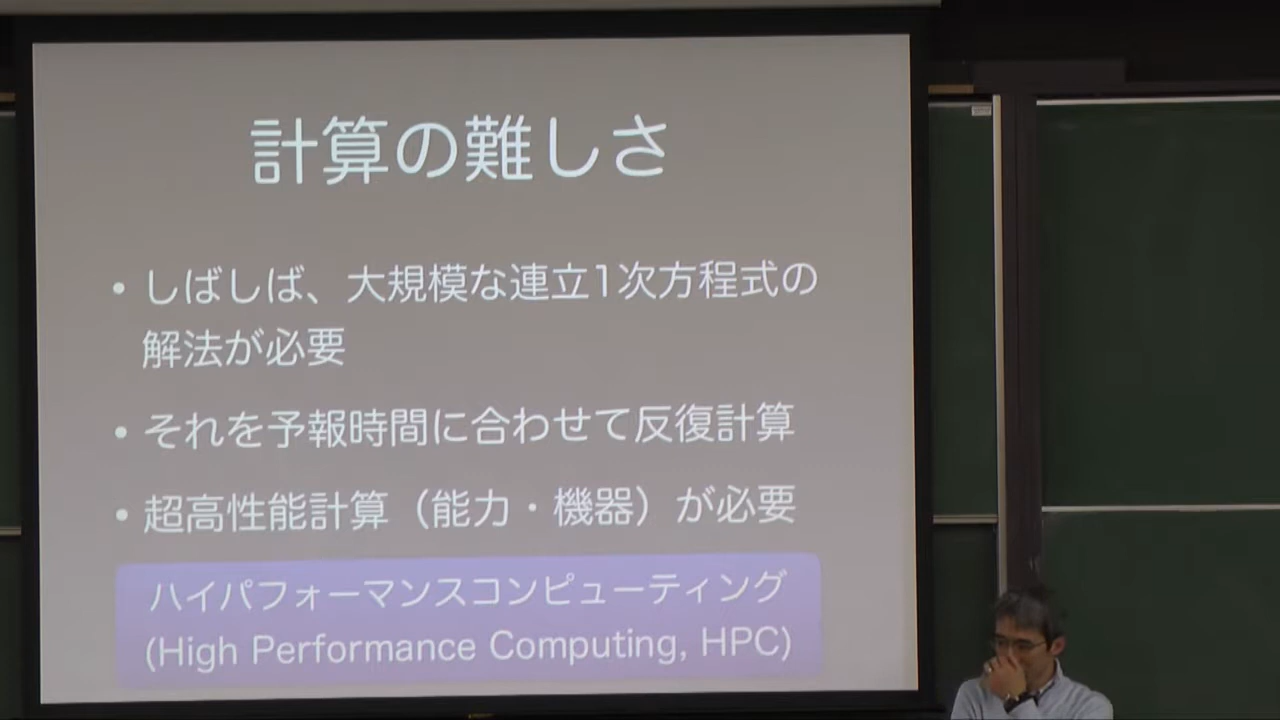 計算の難しさ
• しばしば、大規模な連立1次方程式の
解法が必要
• それを予報時間に合わせて反復計算
• 超高性能計算（能力・機器）が必要
ハイパフォーマンスコンピューティング
(High Performance Computing, HPC)